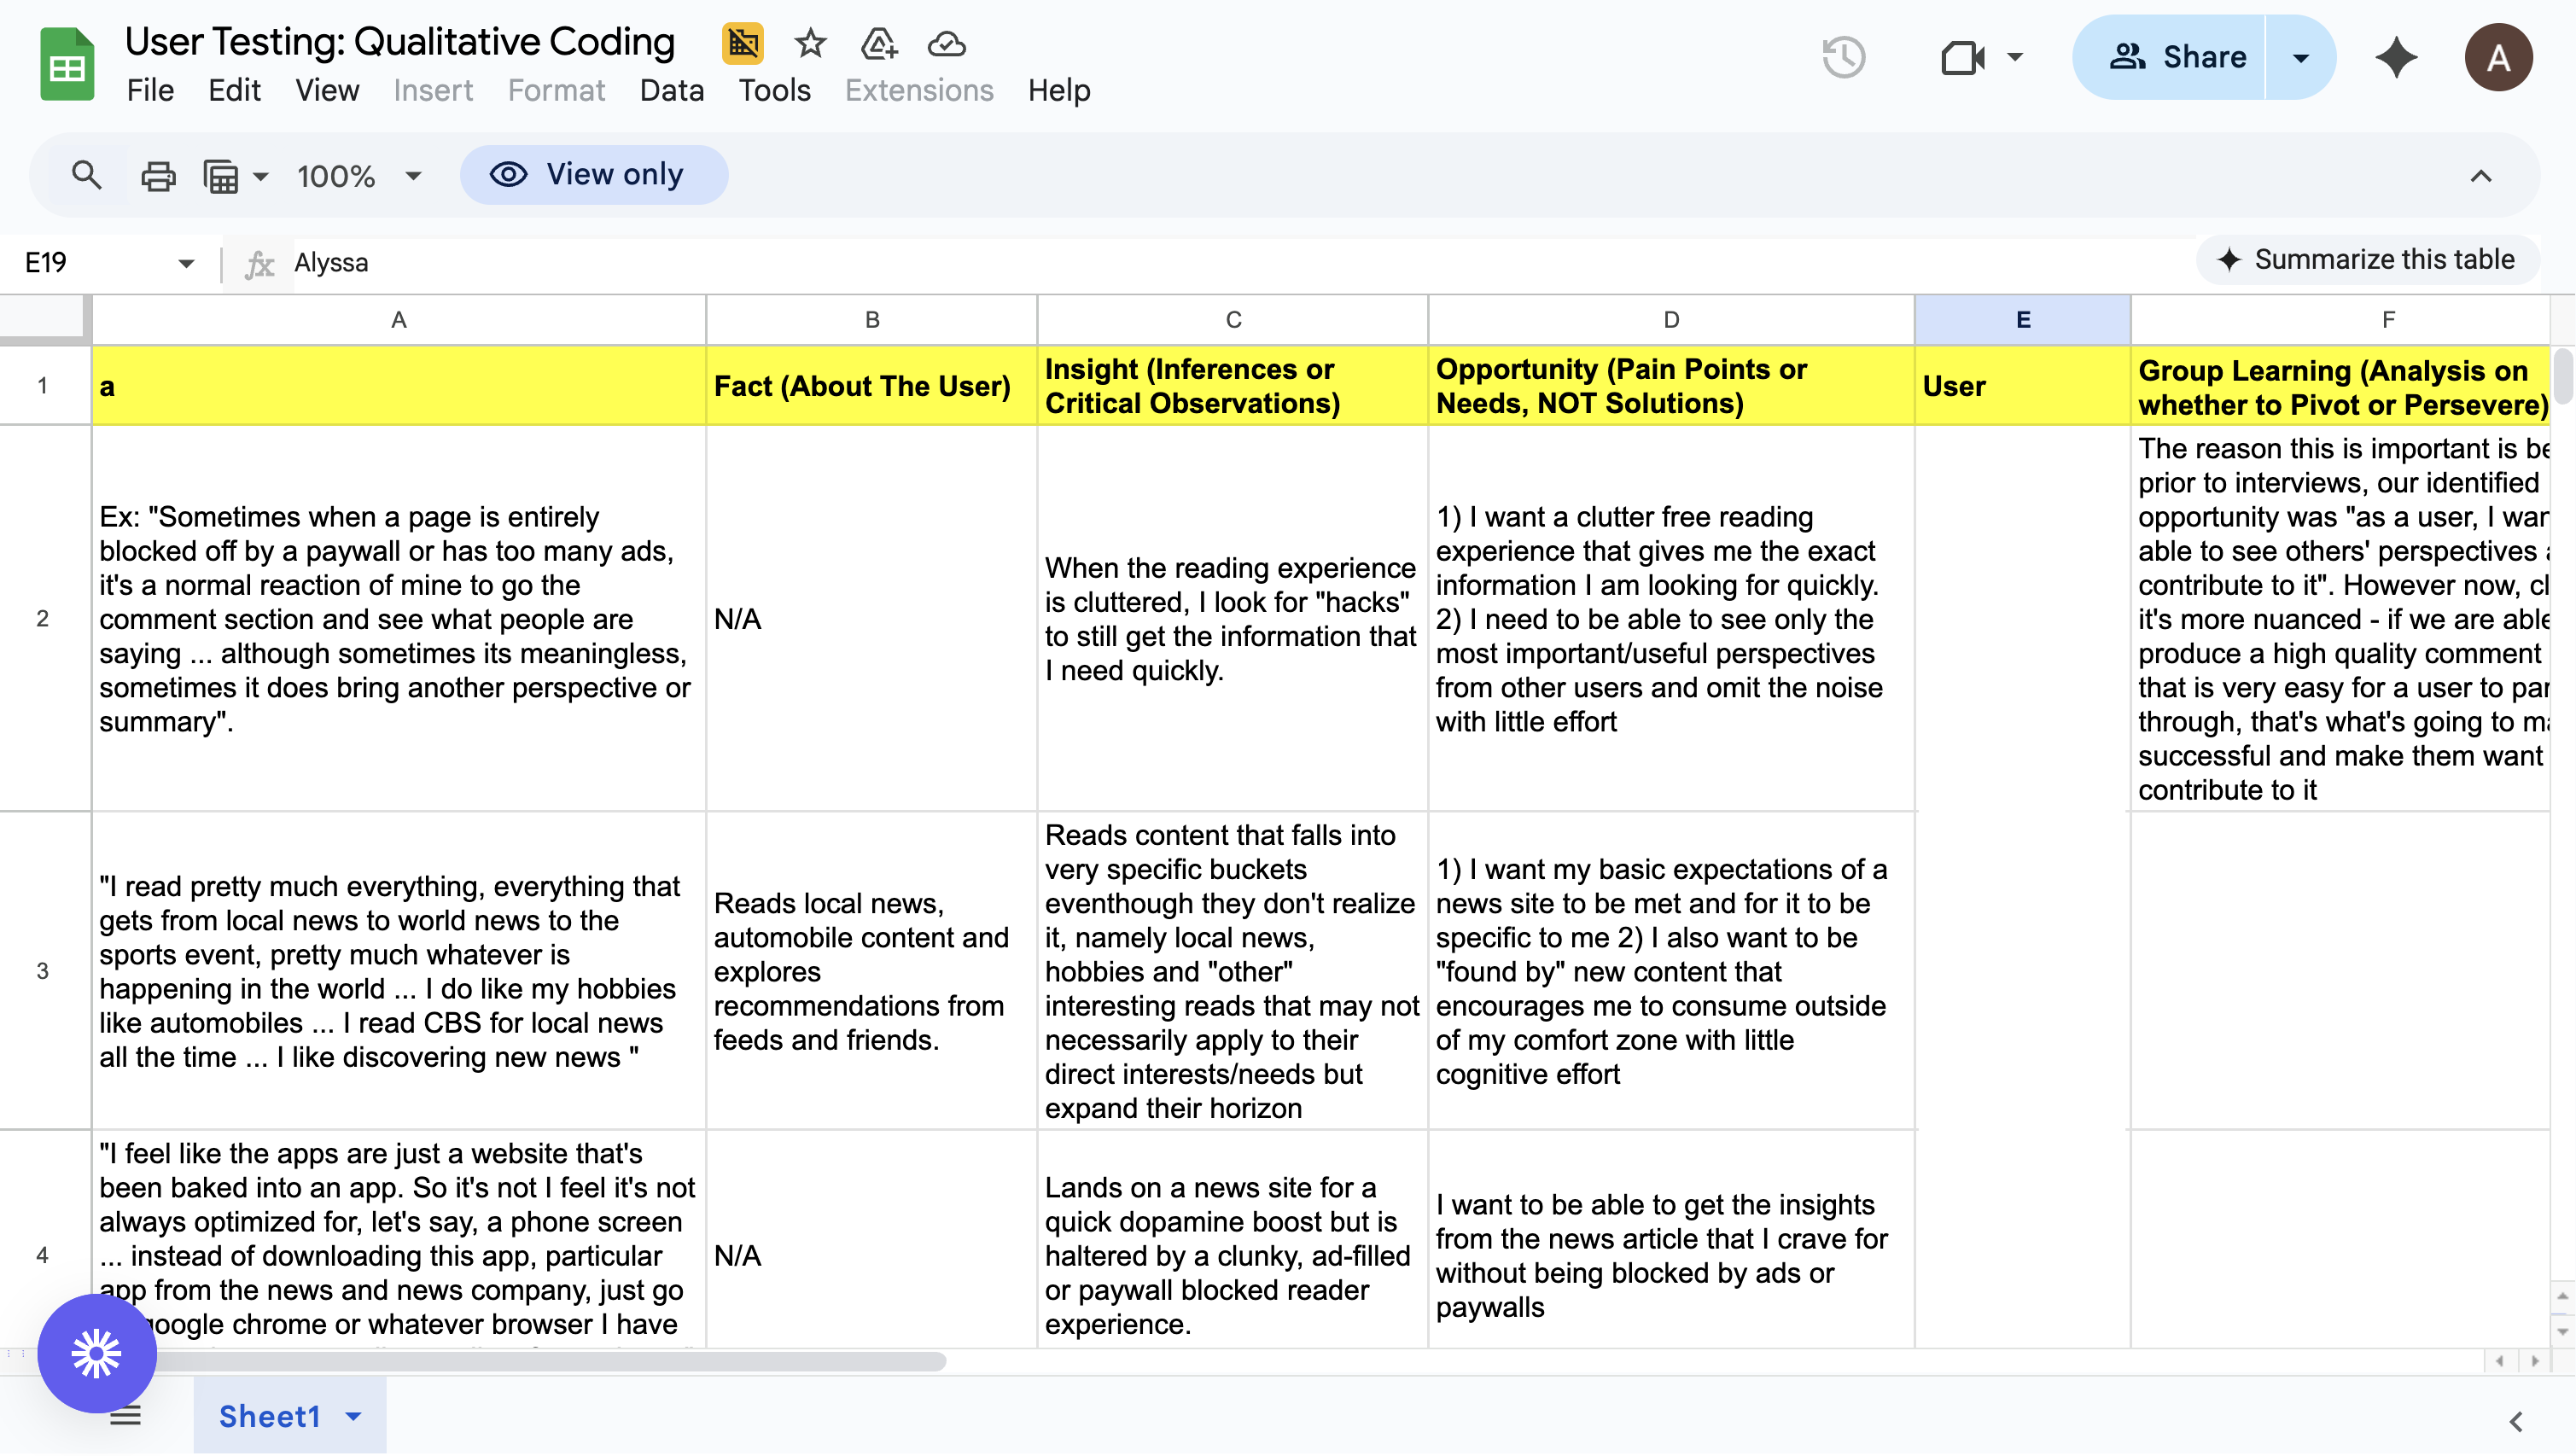 User Testing: Qualitative Coding
File Edit View Insert Format Data Tools Extensions Help
Share
A
100%
View only
E19
fx Alyssa
Summarize this table
A B C D E F
1
a
Fact (About The User)
Insight (Inferences or
Critical Observations)
Opportunity (Pain Points or
Needs, NOT Solutions)
User
Group Learning (Analysis on
whether to Pivot or Persevere)
2
Ex: "Sometimes when a page is entirely
blocked off by a paywall or has too many ads,
it's a normal reaction of mine to go the
comment section and see what people are
saying ... although sometimes its meaningless,
sometimes it does bring another perspective or
summary".
N/A
When the reading experience
is cluttered, I look for "hacks"
to still get the information that
I need quickly.
1) I want a clutter free reading
experience that gives me the exact
information I am looking for quickly.
2) I need to be able to see only the
most important/useful perspectives
from other users and omit the noise
with little effort
The reason this is important is
prior to interviews, our identified
opportunity was "as a user, I
able to see others' perspectives
contribute to it". However now,
it's more nuanced - if we are
produce a high quality comment
that is very easy for a user to
through, that's what's going to
successful and make them want
contribute to it
3
"I read pretty much everything, everything that
gets from local news to world news to the
sports event, pretty much whatever is
happening in the world ... I do like my hobbies
like automobiles ... I read CBS for local news
all the time ... I like discovering new news "
Reads local news,
automobile content and
explores
recommendations from
feeds and friends.
Reads content that falls into
very specific buckets
eventhough they don't realize
it, namely local news,
hobbies and "other"
interesting reads that may not
necessarily apply to their
direct interests/needs but
expand their horizon
1) I want my basic expectations of a
news site to be met and for it to be
specific to me 2) I also want to be
"found by" new content that
encourages me to consume outside
of my comfort zone with little
cognitive effort
4
"I feel like the apps are just a website that's
been baked into an app. So it's not I feel it's not
always optimized for, let's say, a phone screen
... instead of downloading this app, particular
app from the news and news company, just go
google chrome or whatever browser I have
N/A
Lands on a news site for a
quick dopamine boost but is
haltered by a clunky, ad-filled
or paywall blocked reader
experience.
I want to be able to get the insights
from the news article that I crave for
without being blocked by ads or
paywalls
Sheet1